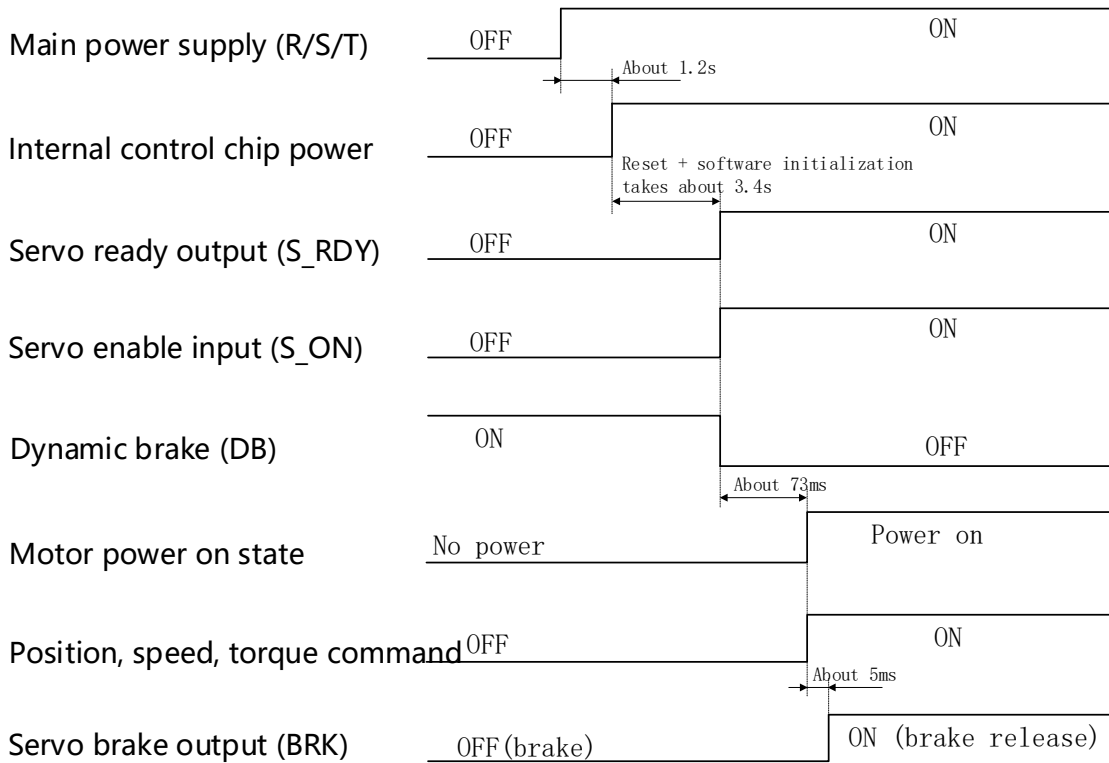 Main power supply (R/S/T) OFF ON
About 1.2s
Internal control chip power OFF ON
Reset + software initialization
takes about 3.4s
Servo ready output (S_RDY) OFF ON
Servo enable input (S_ON) OFF ON
Dynamic brake (DB) ON OFF
About 73ms
Motor power on state No power Power on
Position, speed, torque command OFF ON
About 5ms
Servo brake output (BRK) OFF(brake) ON (brake release)